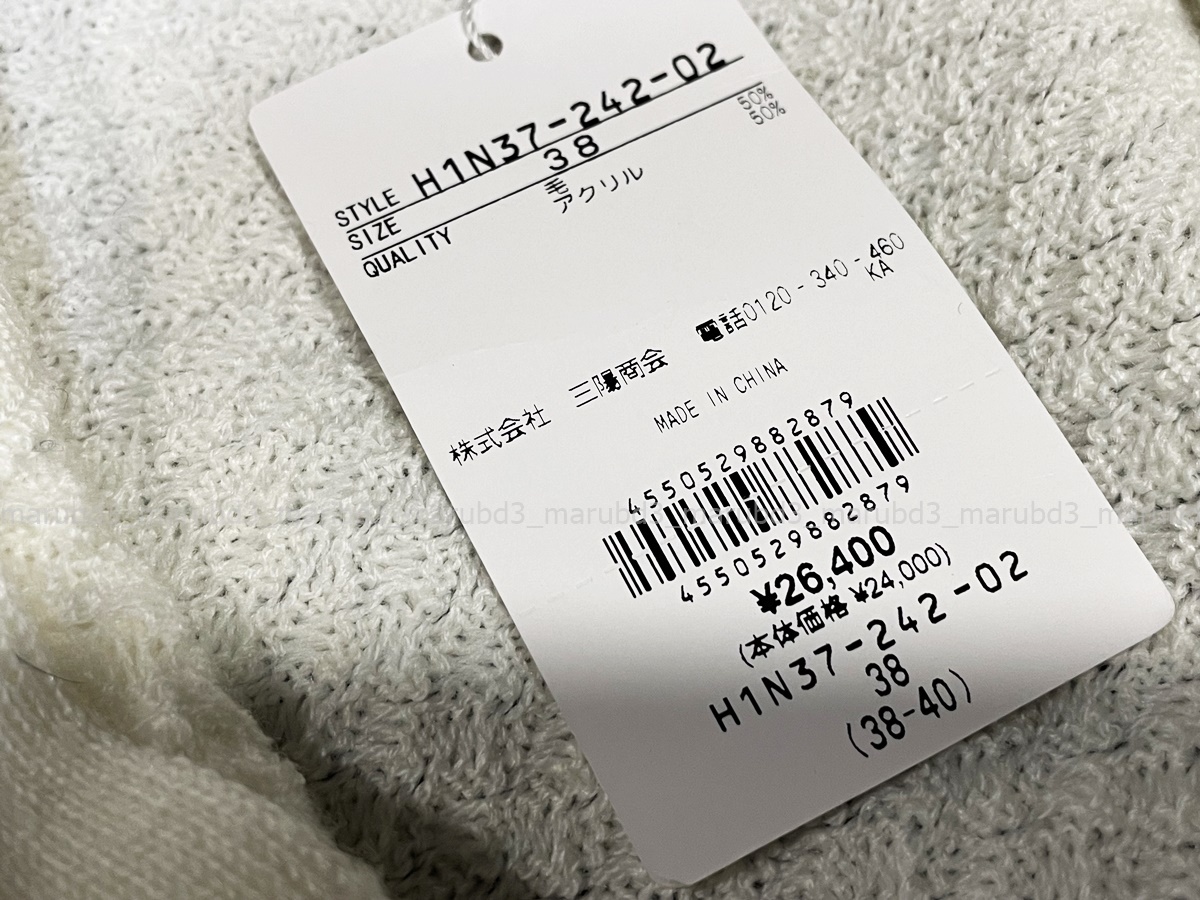 STYLE H1N37-242-02
SIZE 38
QUALITY 毛 50%
アクリル 50%
株式会社 三陽商会 電話0120-340-460
KA
MADE IN CHINA
4550529882879
4550529882879
¥26,400
(本体価格 ¥24,000)
H1N37-242-02
38
(38-40)
marubd3_marubd3_marubd3_marubd3_marubd3_m